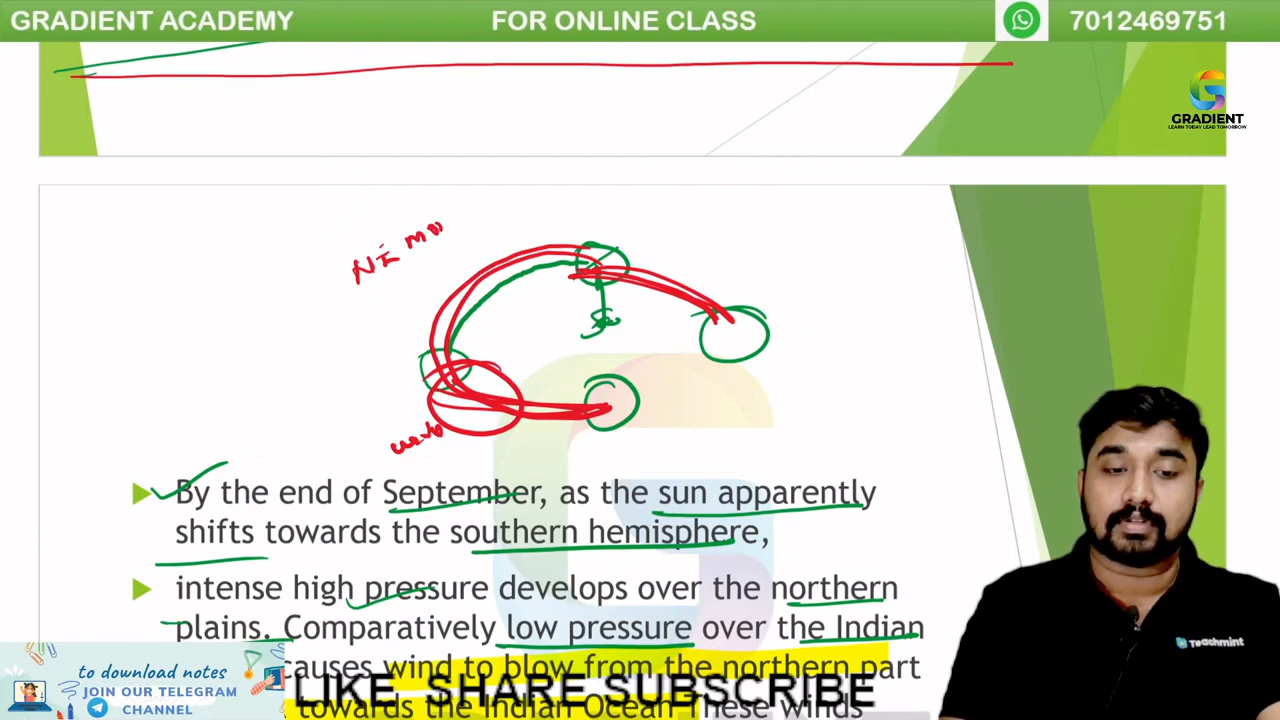 GRADIENT ACADEMY
FOR ONLINE CLASS
7012469751
GRADIENT
LEARN TODAY LEAD TOMORROW
By the end of September, as the sun apparently
shifts towards the southern hemisphere,
intense high pressure develops over the northern
plains. Comparatively low pressure over the Indian
causes wind to blow from the northern part
towards the Indian Ocean These winds
to download notes
JOIN OUR TELEGRAM
CHANNEL
LIKE SHARE SUBSCRIBE
Teachmint